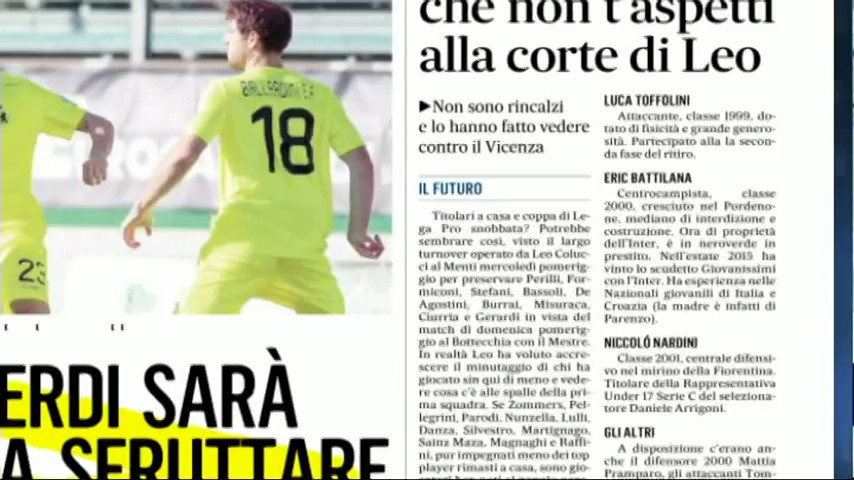 BALLARDINI E.F
18
23
ERDI SARÀ
A SFRUTTARE
che non t'aspetti
alla corte di Leo
▶Non sono rincalzi
e lo hanno fatto vedere
contro il Vicenza
IL FUTURO
Titolari a casa e coppa di Le-
ga Pro snobbata? Potrebbe
sembrare così, visto il largo
turnover operato da Leo Coluc-
ci al Menti mercoledì pomerig-
gio per preservare Perilli, For-
miconi, Stefani, Bassoli, De
Agostini, Burrai, Misuraca,
Ciurria e Gerardi in vista del
match di domenica pomerig-
gio al Bottecchia con il Mestre.
In realtà Leo ha voluto accre-
scere il minutaggio di chi ha
giocato sin qui di meno e vede-
re cosa c'è alle spalle della pri-
ma squadra. Se Zommers, Pel-
legrini, Parodi, Nunzella, Lulli,
Danza, Silvestro, Martignago,
Sainz Maza, Magnaghi e Raffi-
ni, pur impegnati meno dei top
player rimasti a casa, sono gio-
LUCA TOFFOLINI
Attaccante, classe 1999, do-
tato di fisicità e grande genero-
sità. Partecipato alla la secon-
da fase del ritiro.
ERIC BATTILANA
Centrocampista, classe
2000, cresciuto nel Pordeno-
ne, mediano di interdizione e
costruzione. Ora di proprietà
dell'Inter, è in neroverde in
prestito. Nell'estate 2015 ha
vinto lo scudetto Giovanissimi
con l'Inter. Ha esperienza nelle
Nazionali giovanili di Italia e
Croazia (la madre è infatti di
Parenzo).
NICCOLÓ NARDINI
Classe 2001, centrale difensi-
vo nel mirino della Fiorentina.
Titolare della Rappresentativa
Under 17 Serie C del seleziona-
tore Daniele Arrigoni.
GLI ALTRI
A disposizione c'erano an-
che il difensore 2000 Mattia
Pramparo, gli attaccanti Tom-